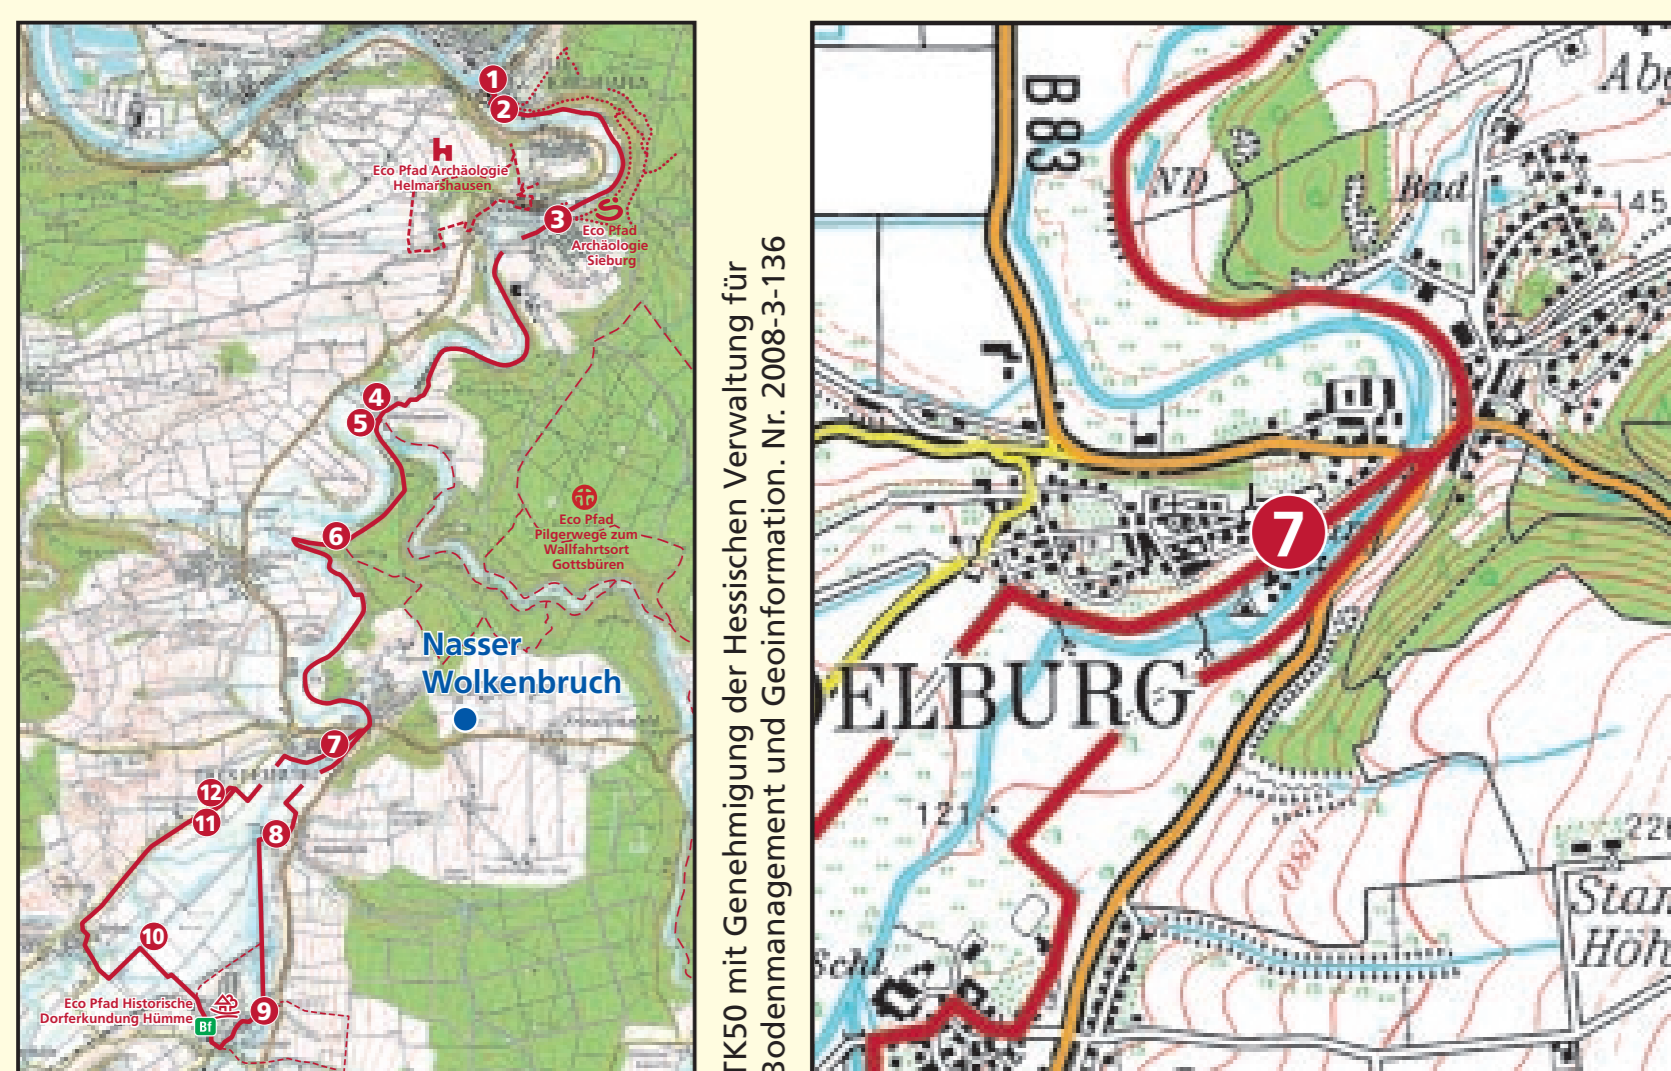 1
2
Eco Pfad Archäologie
Helmarshausen
3
Eco Pfad
Archäologie
Sieburg
4
5
Eco Pfad
Pilgerwege zum
Wallfahrtsort
Gottsbüren
6
Nasser
Wolkenbruch
7
12
11
8
10
Eco Pfad Historische
Dorferkundung Hümme
Bf
9
TK50 mit Genehmigung der Hessischen Verwaltung für
Bodenmanagement und Geoinformation. Nr. 2008-3-136
B 83
ND
Bad
145
7
ELBURG
121
180
Schl.